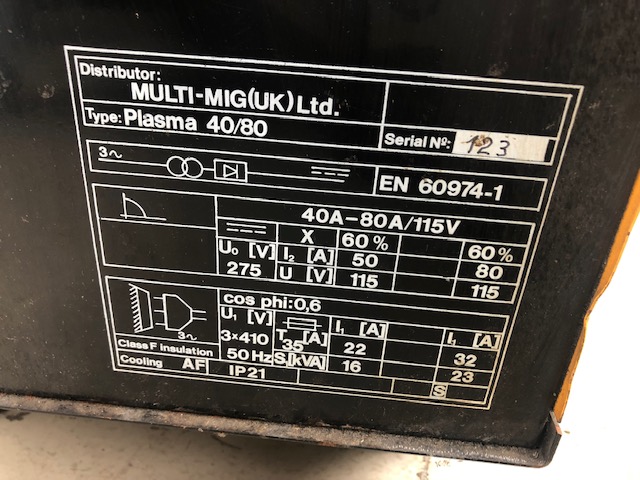 Distributor:
MULTI-MIG(UK) Ltd.
Type: Plasma 40/80
Serial Nº: 123
3~
EN 60974-1
40A-80A/115V
X 60% 60%
U₀ [V] I₂ [A] 50 80
275 U [V] 115 115
cos phi:0,6
U₁ [V] I₁ [A] I₁ [A]
3~ 3×410 T 35 [A] 22 32
Class F insulation 50 Hz S₁[kVA] 16 23
Cooling AF IP21 S